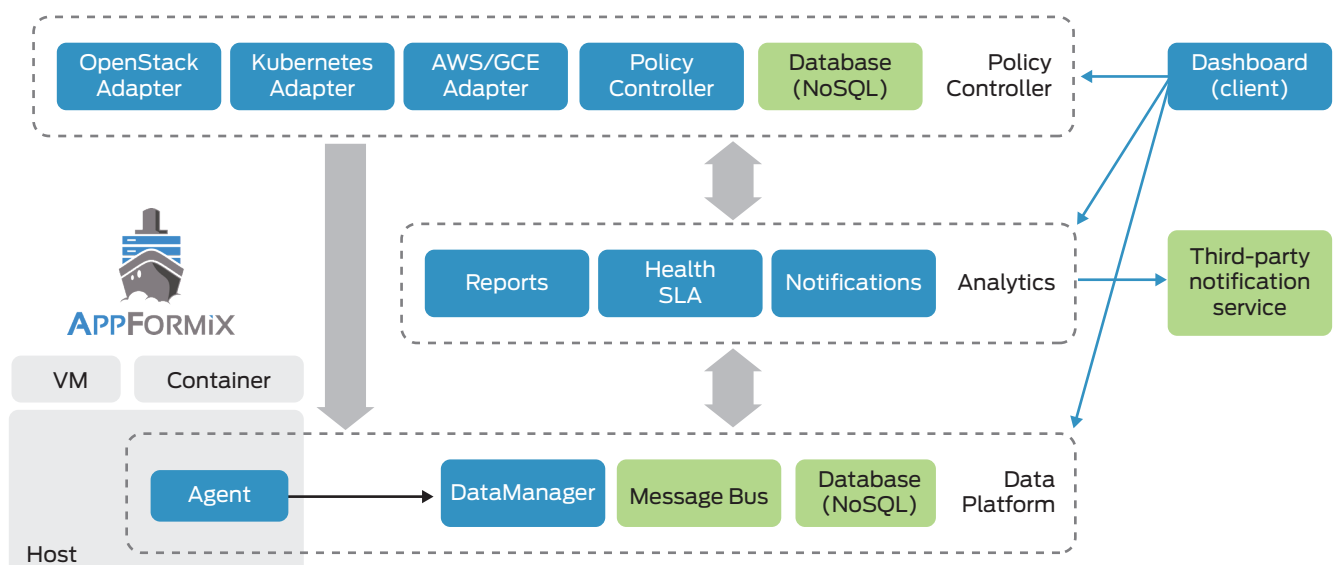 OpenStack
Adapter
Kubernetes
Adapter
AWS/GCE
Adapter
Policy
Controller
Database
(NoSQL)
Policy
Controller
Dashboard
(client)
Reports
Health
SLA
Notifications
Analytics
Third-party
notification
service
APPFORMiX
VM
Container
Agent
DataManager
Message Bus
Database
(NoSQL)
Data
Platform
Host